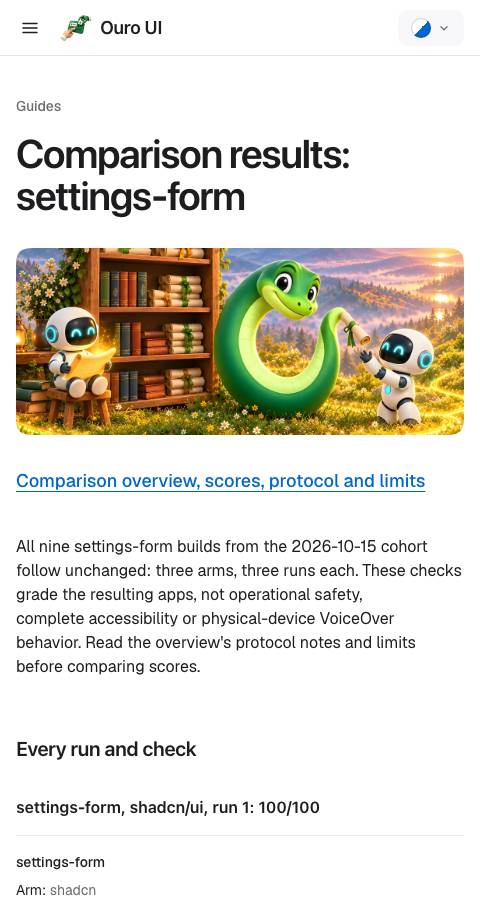 Ouro UI
Guides
Comparison results:
settings-form
Comparison overview, scores, protocol and limits
All nine settings-form builds from the 2026-10-15 cohort
follow unchanged: three arms, three runs each. These checks
grade the resulting apps, not operational safety,
complete accessibility or physical-device VoiceOver
behavior. Read the overview's protocol notes and limits
before comparing scores.
Every run and check
settings-form, shadcn/ui, run 1: 100/100
settings-form
Arm: shadcn